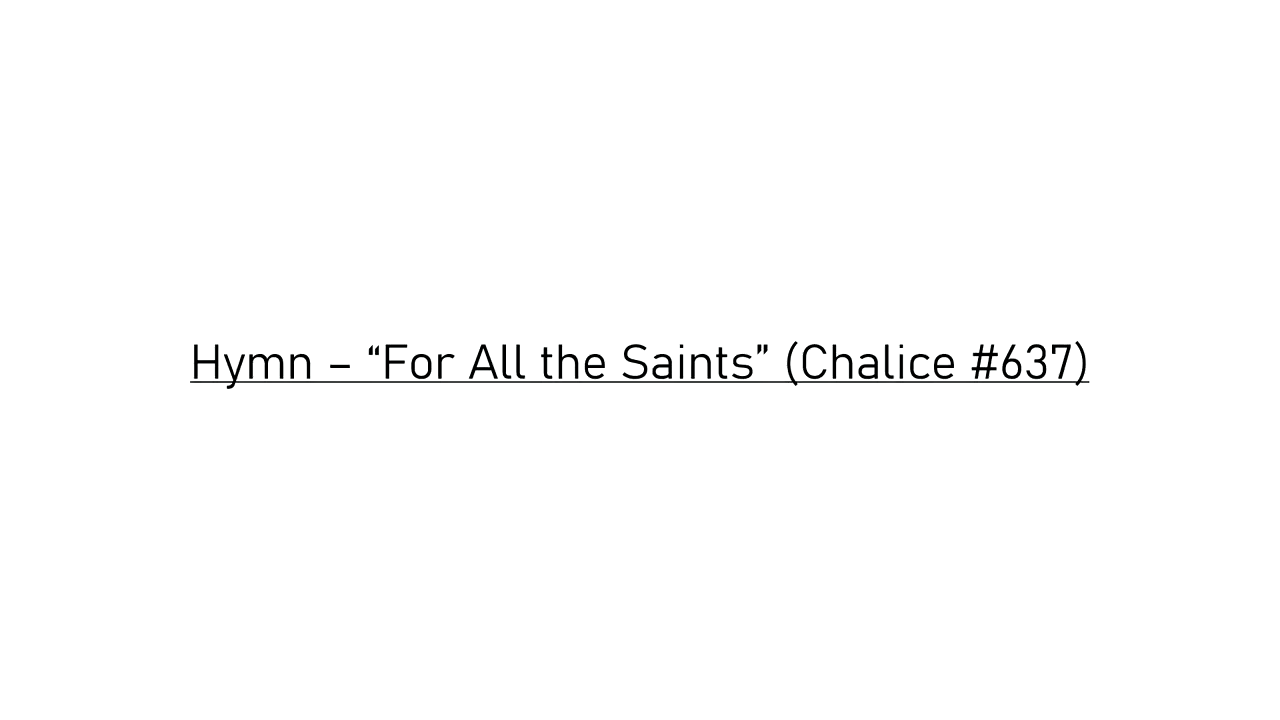 Hymn – “For All the Saints” (Chalice #637)